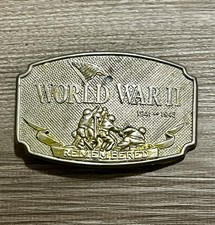 WORLD WAR II
1941 - 1945
REMEMBERED